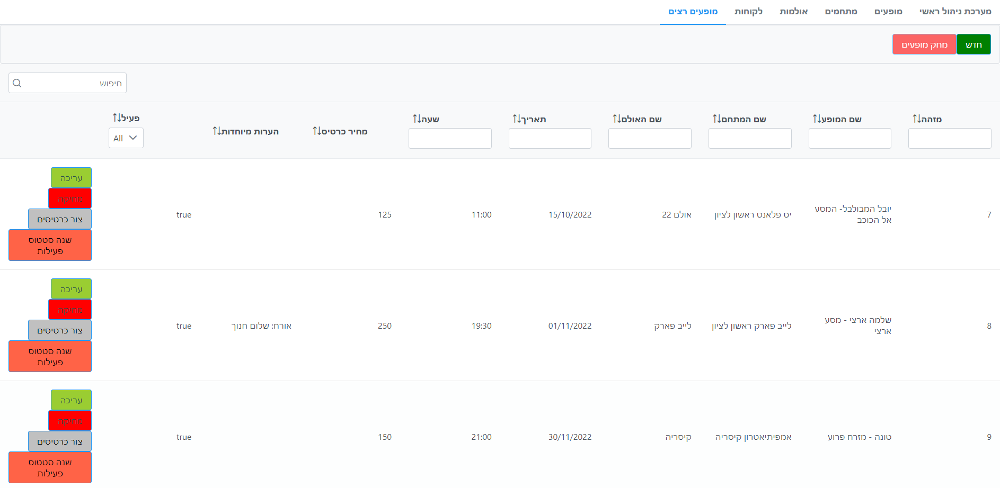 מערכת ניהול ראשי מופעים מתחמים אולמות לקוחות מופעים רצים
חדש מחק מופעים
חיפוש
מזהה שם המופע שם המתחם שם האולם תאריך שעה מחיר כרטיס הערות מיוחדות פעיל
All
7 יובל המבולבל- המסע אל הכוכב יס פלאנט ראשון לציון אולם 22 15/10/2022 11:00 125 true
עריכה
מחיקה
צור כרטיסים
שנה סטטוס
פעילות
8 שלמה ארצי - מסע ארצי לייב פארק ראשון לציון לייב פארק 01/11/2022 19:30 250 אורח: שלום חנוך true
עריכה
מחיקה
צור כרטיסים
שנה סטטוס
פעילות
9 טונה - מזרח פרוע אמפיתיאטרון קיסריה קיסריה 30/11/2022 21:00 150 true
עריכה
מחיקה
צור כרטיסים
שנה סטטוס
פעילות